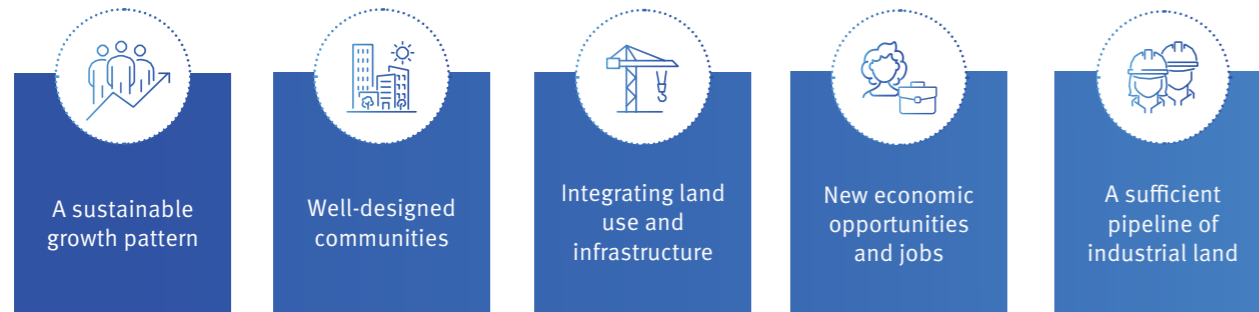 A sustainable
growth pattern
Well-designed
communities
Integrating land
use and
infrastructure
New economic
opportunities
and jobs
A sufficient
pipeline of
industrial land